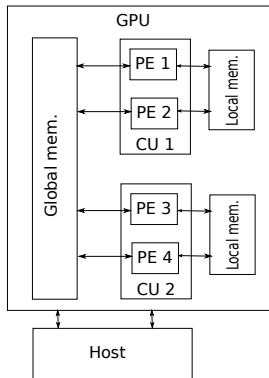 GPU
Global mem.
PE 1
PE 2
CU 1
Local mem.
PE 3
PE 4
CU 2
Local mem.
Host